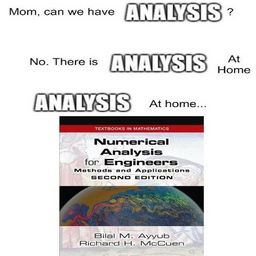 Mom, can we have ANALYSIS ?
No. There is ANALYSIS At
Home
ANALYSIS At home...
TEXTBOOKS IN MATHEMATICS
Numerical
Analysis
for Engineers
Methods and Applications
SECOND EDITION
Bilal M. Ayyub
Richard H. McCuen